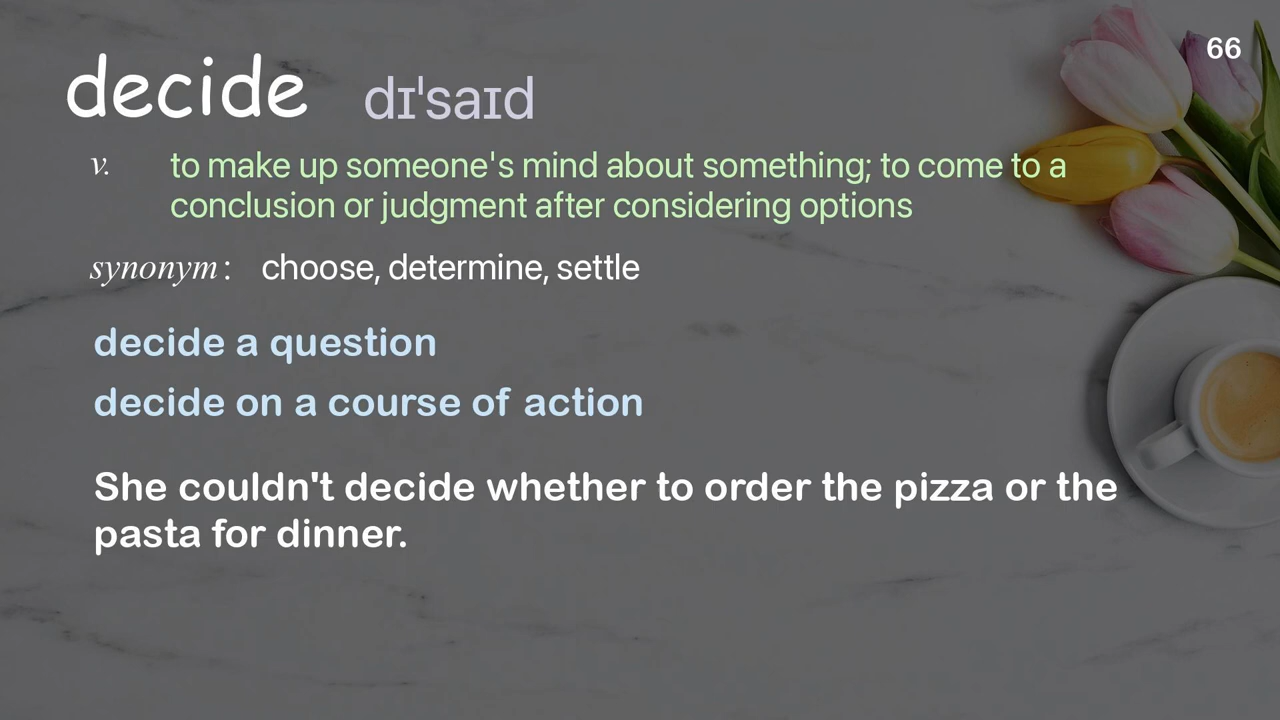 66
decide dɪˈsaɪd
v. to make up someone's mind about something; to come to a
conclusion or judgment after considering options
synonym: choose, determine, settle
decide a question
decide on a course of action
She couldn't decide whether to order the pizza or the
pasta for dinner.